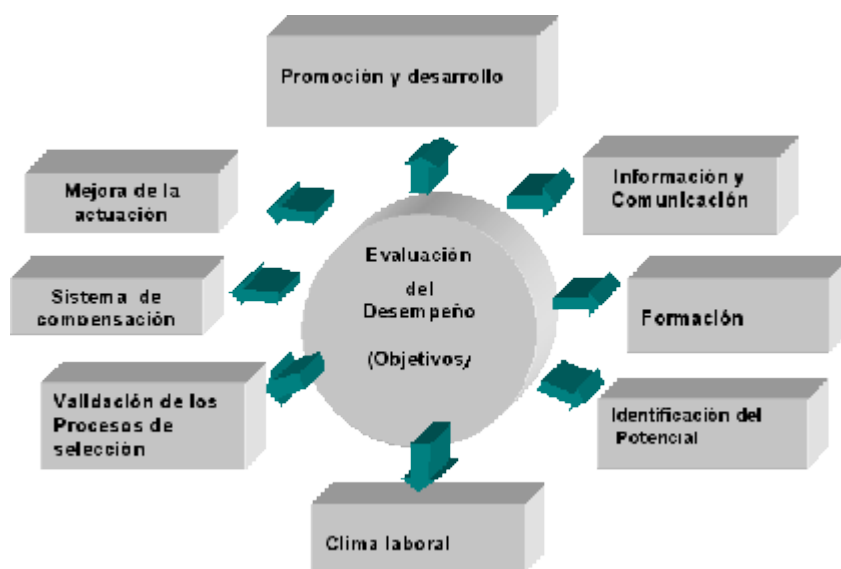 Promoción y desarrollo
Mejora de la
actuación
Información y
Comunicación
Evaluación
del
Desempeño
(Objetivos/
Sistema de
compensación
Formación
Validación de los
Procesos de
selección
Identificación del
Potencial
Clima laboral